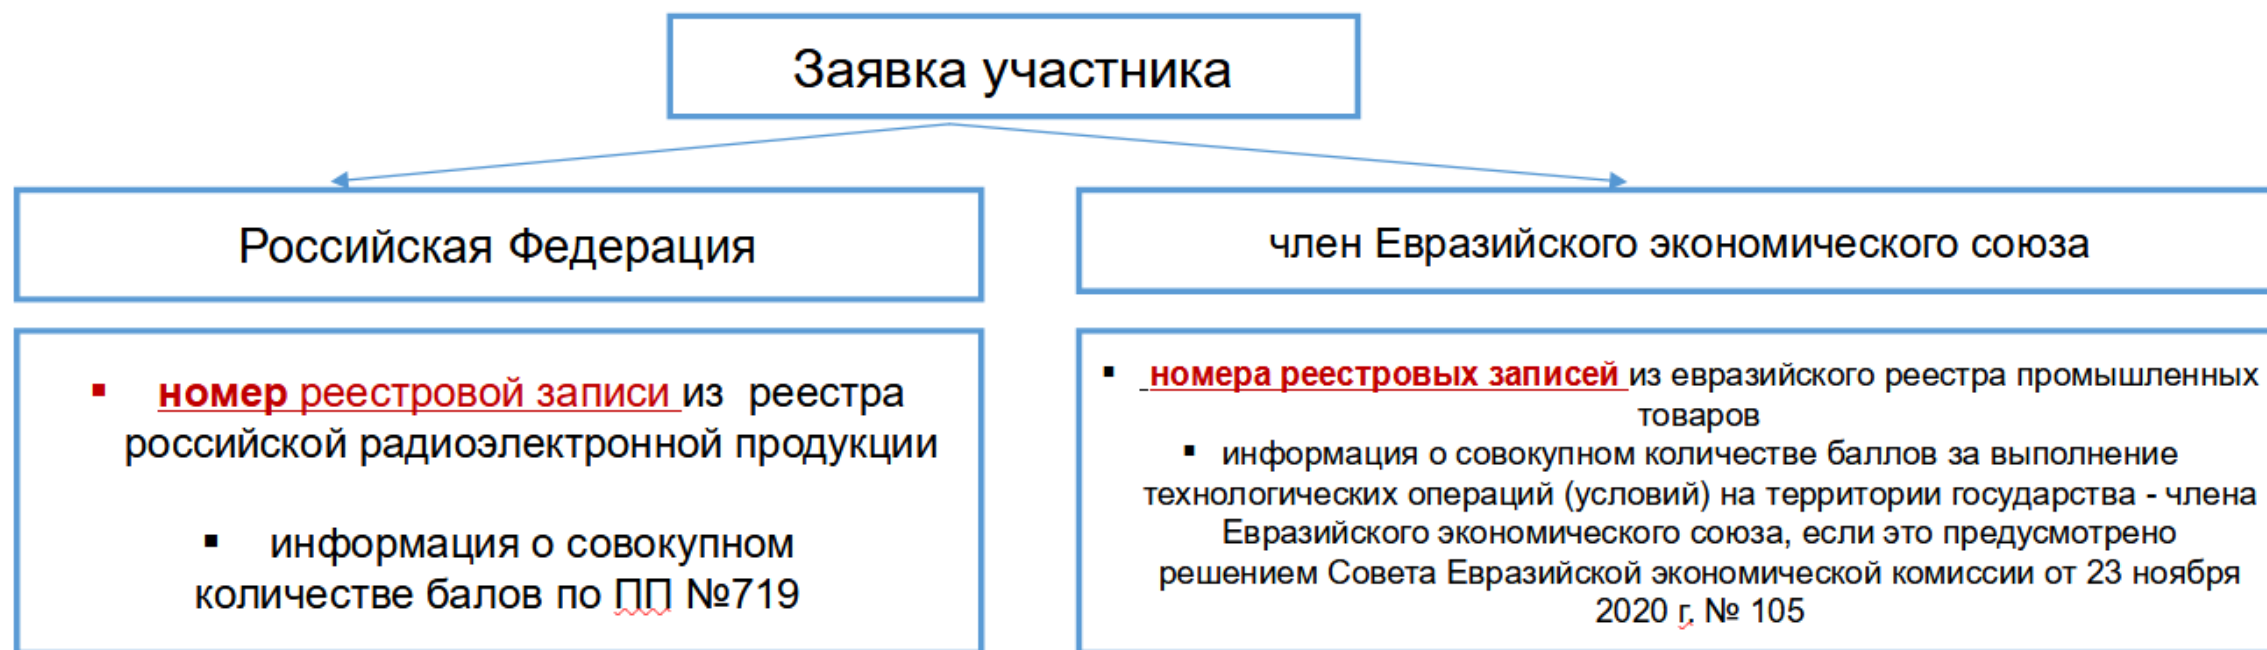 Заявка участника
Российская Федерация
член Евразийского экономического союза
▪ номер реестровой записи из реестра
российской радиоэлектронной продукции
▪ информация о совокупном
количестве балов по ПП №719
▪ номера реестровых записей из евразийского реестра промышленных
товаров
▪ информация о совокупном количестве баллов за выполнение
технологических операций (условий) на территории государства - члена
Евразийского экономического союза, если это предусмотрено
решением Совета Евразийской экономической комиссии от 23 ноября
2020 г. № 105